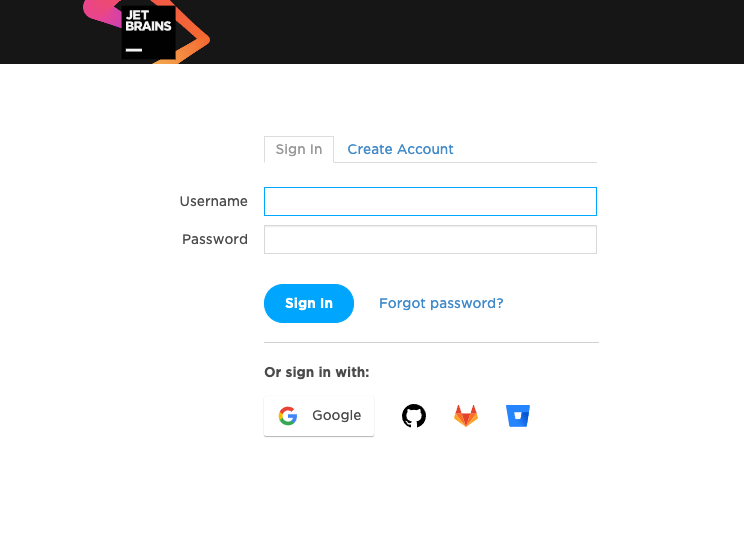 JET
BRAINS
Sign In Create Account
Username
Password
Sign In Forgot password?
Or sign in with:
Google